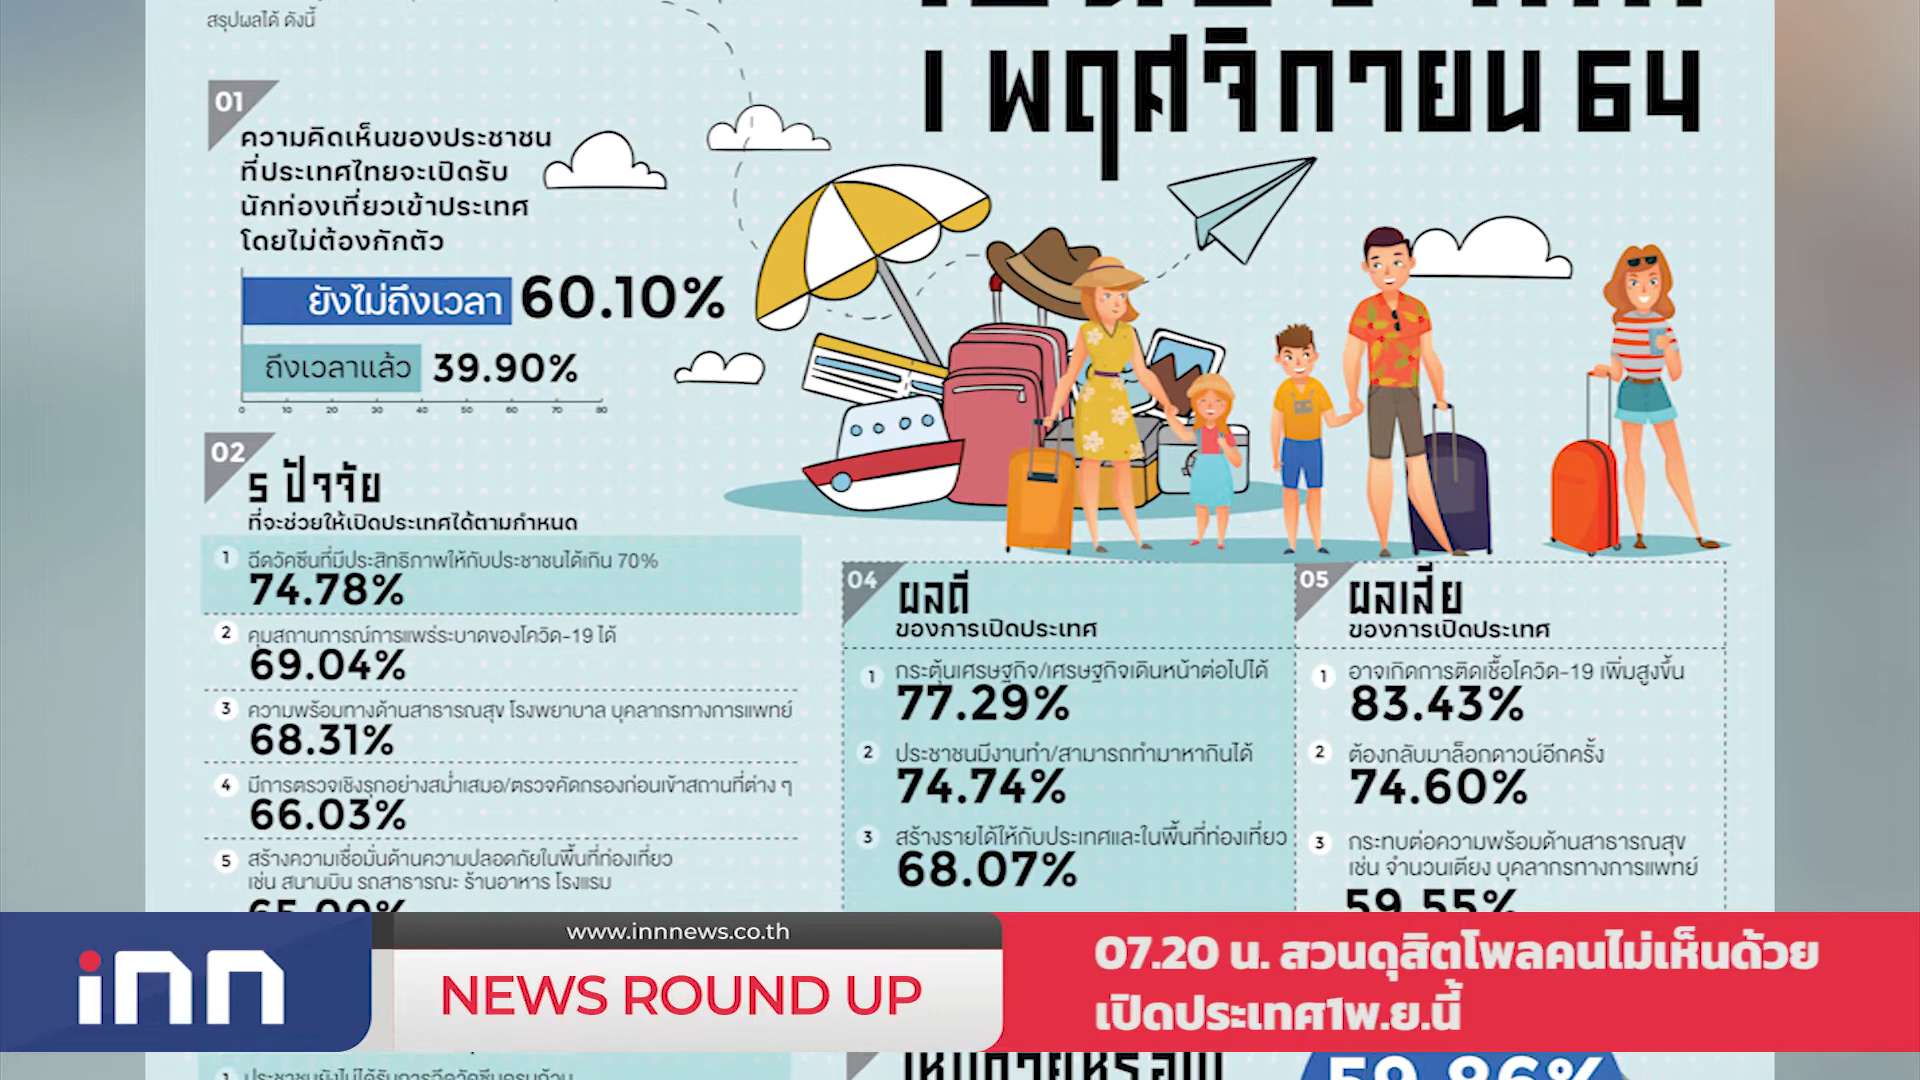 สรุปผลได้ ดังนี้
1 พฤศจิกายน 64
01
ความคิดเห็นของประชาชน
ที่ประเทศไทยจะเปิดรับ
นักท่องเที่ยวเข้าประเทศ
โดยไม่ต้องกักตัว
ยังไม่ถึงเวลา 60.10%
ถึงเวลาแล้ว 39.90%
0 10 20 30 40 50 60 70 80
02
5 ปัจจัย
ที่จะช่วยให้เปิดประเทศได้ตามกำหนด
1 ฉีดวัคซีนที่มีประสิทธิภาพให้กับประชาชนได้เกิน 70%
74.78%
2 คุมสถานการณ์การแพร่ระบาดของโควิด-19 ได้
69.04%
3 ความพร้อมทางด้านสาธารณสุข โรงพยาบาล บุคลากรทางการแพทย์
68.31%
4 มีการตรวจเชิงรุกอย่างสม่ำเสมอ/ตรวจคัดกรองก่อนเข้าสถานที่ต่าง ๆ
66.03%
5 สร้างความเชื่อมั่นด้านความปลอดภัยในพื้นที่ท่องเที่ยว
เช่น สนามบิน รถสาธารณะ ร้านอาหาร โรงแรม
04
ผลดี
ของการเปิดประเทศ
1 กระตุ้นเศรษฐกิจ/เศรษฐกิจเดินหน้าต่อไปได้
77.29%
2 ประชาชนมีงานทำ/สามารถทำมาหากินได้
74.74%
3 สร้างรายได้ให้กับประเทศและในพื้นที่ท่องเที่ยว
68.07%
05
ผลเสีย
ของการเปิดประเทศ
1 อาจเกิดการติดเชื้อโควิด-19 เพิ่มสูงขึ้น
83.43%
2 ต้องกลับมาล็อกดาวน์อีกครั้ง
74.60%
3 กระทบต่อความพร้อมด้านสาธารณสุข
เช่น จำนวนเตียง บุคลากรทางการแพทย์
59.55%
inn
www.innnews.co.th
NEWS ROUND UP
07.20 น. สวนดุสิตโพลคนไม่เห็นด้วย
เปิดประเทศ1พ.ย.นี้
1 ประชาชนยังไม่ได้รับการฉีดวัคซีนครบถ้วน
59.86%